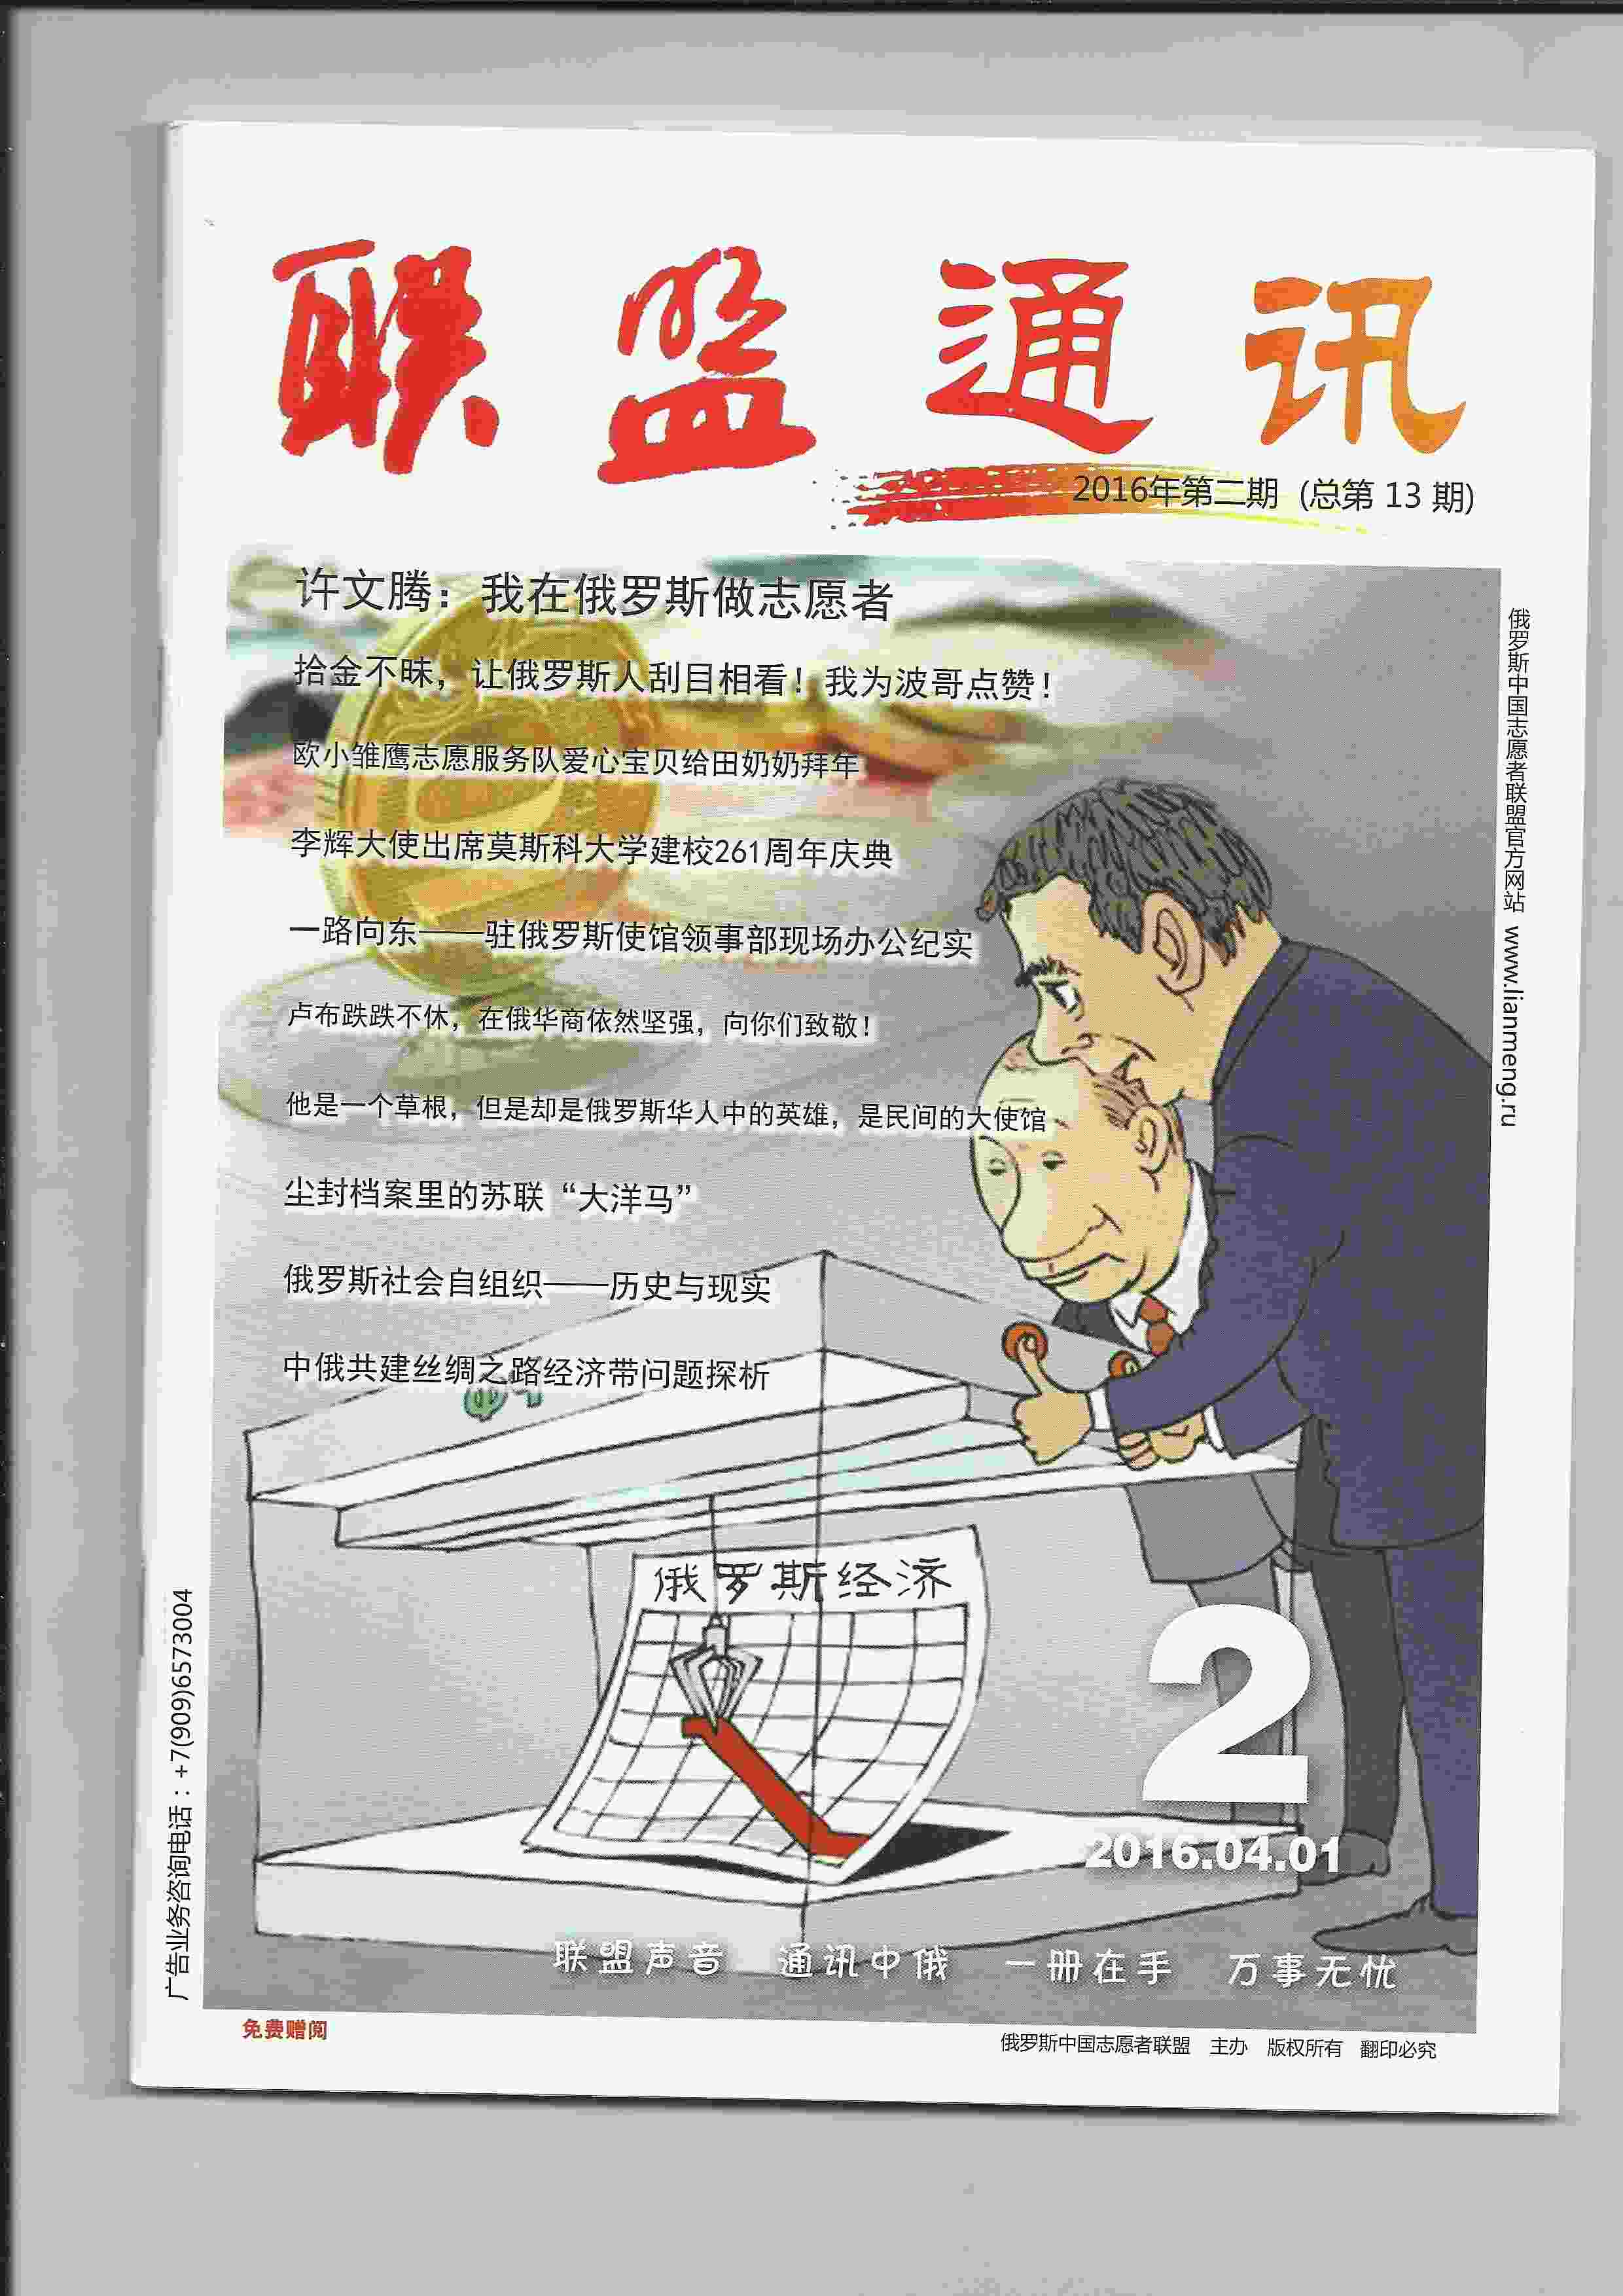 联盟通讯
2016年第二期 (总第 13 期)
许文腾：我在俄罗斯做志愿者
拾金不昧，让俄罗斯人刮目相看！我为波哥点赞！
欧小雏鹰志愿服务队爱心宝贝给田奶奶拜年
李辉大使出席莫斯科大学建校261周年庆典
一路向东——驻俄罗斯使馆领事部现场办公纪实
卢布跌跌不休，在俄华商依然坚强，向你们致敬！
他是一个草根，但是却是俄罗斯华人中的英雄，是民间的大使馆
尘封档案里的苏联“大洋马”
俄罗斯社会自组织——历史与现实
中俄共建丝绸之路经济带问题探析
俄罗斯中国志愿者联盟官方网站 www.lianmeng.ru
俄罗斯经济
2
2016.04.01
广告业务咨询电话：+7(909)6573004
联盟声音 通讯中俄 一册在手 万事无忧
免费赠阅
俄罗斯中国志愿者联盟 主办 版权所有 翻印必究